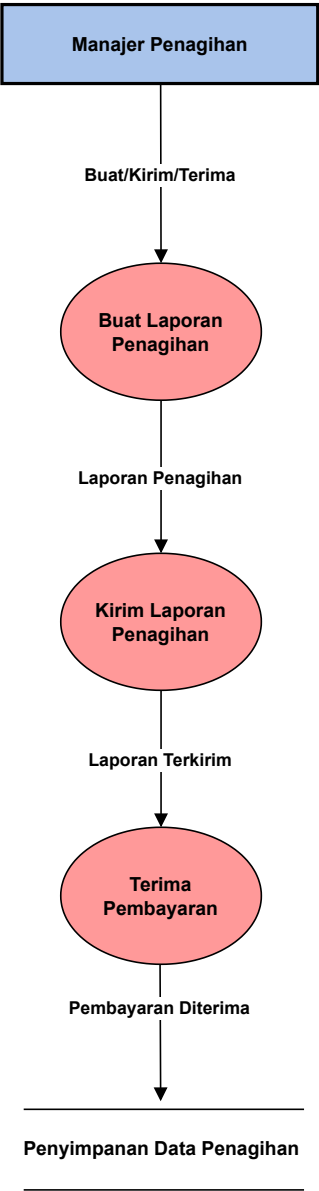 Manajer Penagihan
Buat/Kirim/Terima
Buat Laporan
Penagihan
Laporan Penagihan
Kirim Laporan
Penagihan
Laporan Terkirim
Terima
Pembayaran
Pembayaran Diterima
Penyimpanan Data Penagihan